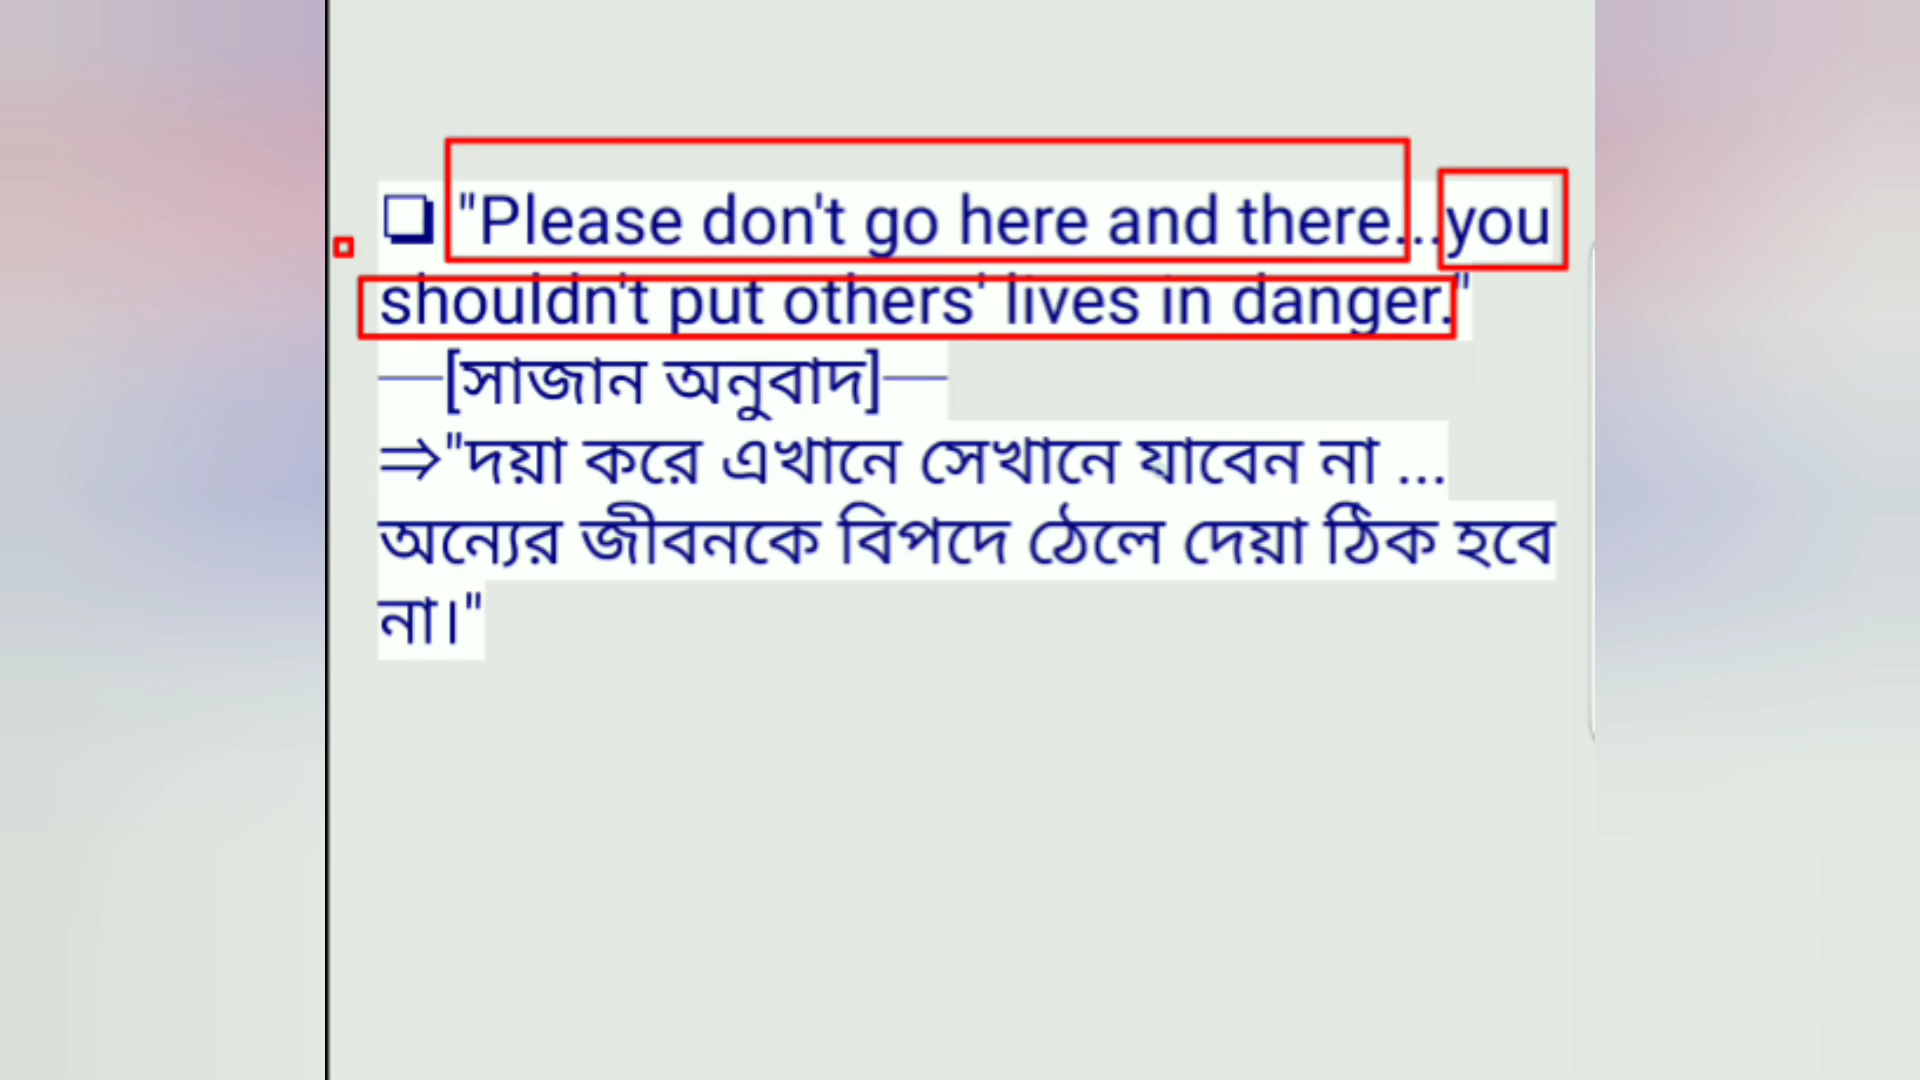 ❑ "Please don't go here and there...you
shouldn't put others' lives in danger."
—[সাজান অনুবাদ]—
⇒"দয়া করে এখানে সেখানে যাবেন না ...
অন্যের জীবনকে বিপদে ঠেলে দেয়া ঠিক হবে
না।"